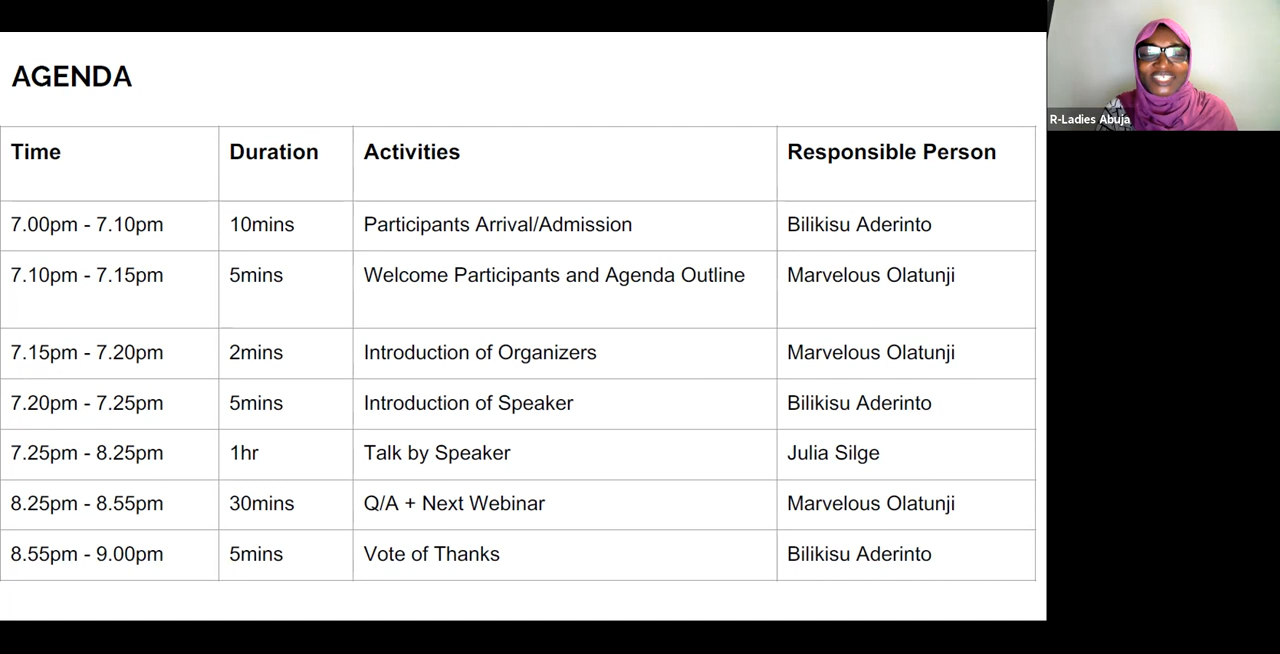 AGENDA
Time Duration Activities Responsible Person
7.00pm - 7.10pm 10mins Participants Arrival/Admission Bilikisu Aderinto
7.10pm - 7.15pm 5mins Welcome Participants and Agenda Outline Marvelous Olatunji
7.15pm - 7.20pm 2mins Introduction of Organizers Marvelous Olatunji
7.20pm - 7.25pm 5mins Introduction of Speaker Bilikisu Aderinto
7.25pm - 8.25pm 1hr Talk by Speaker Julia Silge
8.25pm - 8.55pm 30mins Q/A + Next Webinar Marvelous Olatunji
8.55pm - 9.00pm 5mins Vote of Thanks Bilikisu Aderinto
R-Ladies Abuja